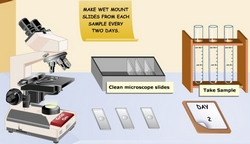 MAKE WET MOUNT
SLIDES FROM EACH
SAMPLE EVERY
TWO DAYS.
Clean microscope slides
Take Sample
DAY
2